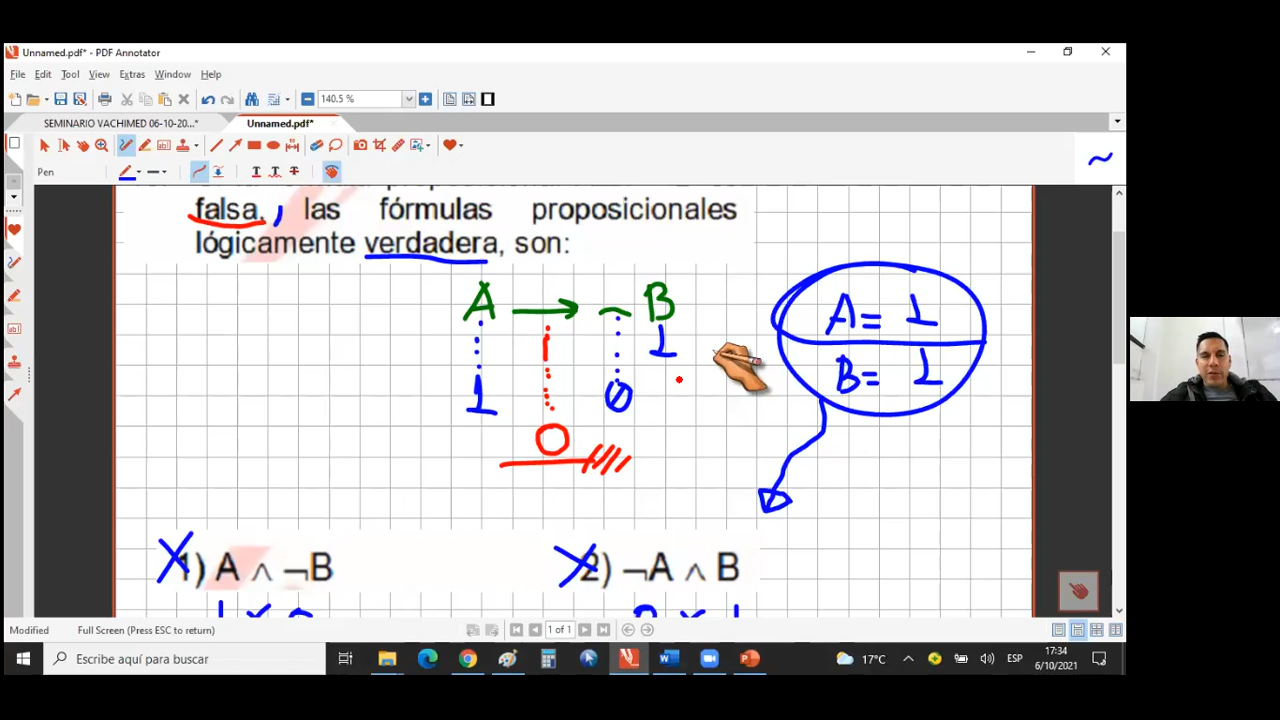 Unnamed.pdf* - PDF Annotator
File Edit Tool View Extras Window Help
140.5 %
SEMINARIO VACHIMED 06-10-20...*
Unnamed.pdf*
Pen
falsa, las fórmulas proposicionales
lógicamente verdadera, son:
A → ~ B
1
1 0
0
A = 1
B = 1
1) A ∧ ¬B
2) ¬A ∧ B
Modified
Full Screen (Press ESC to return)
1 of 1
Escribe aquí para buscar
17°C
ESP
17:34
6/10/2021